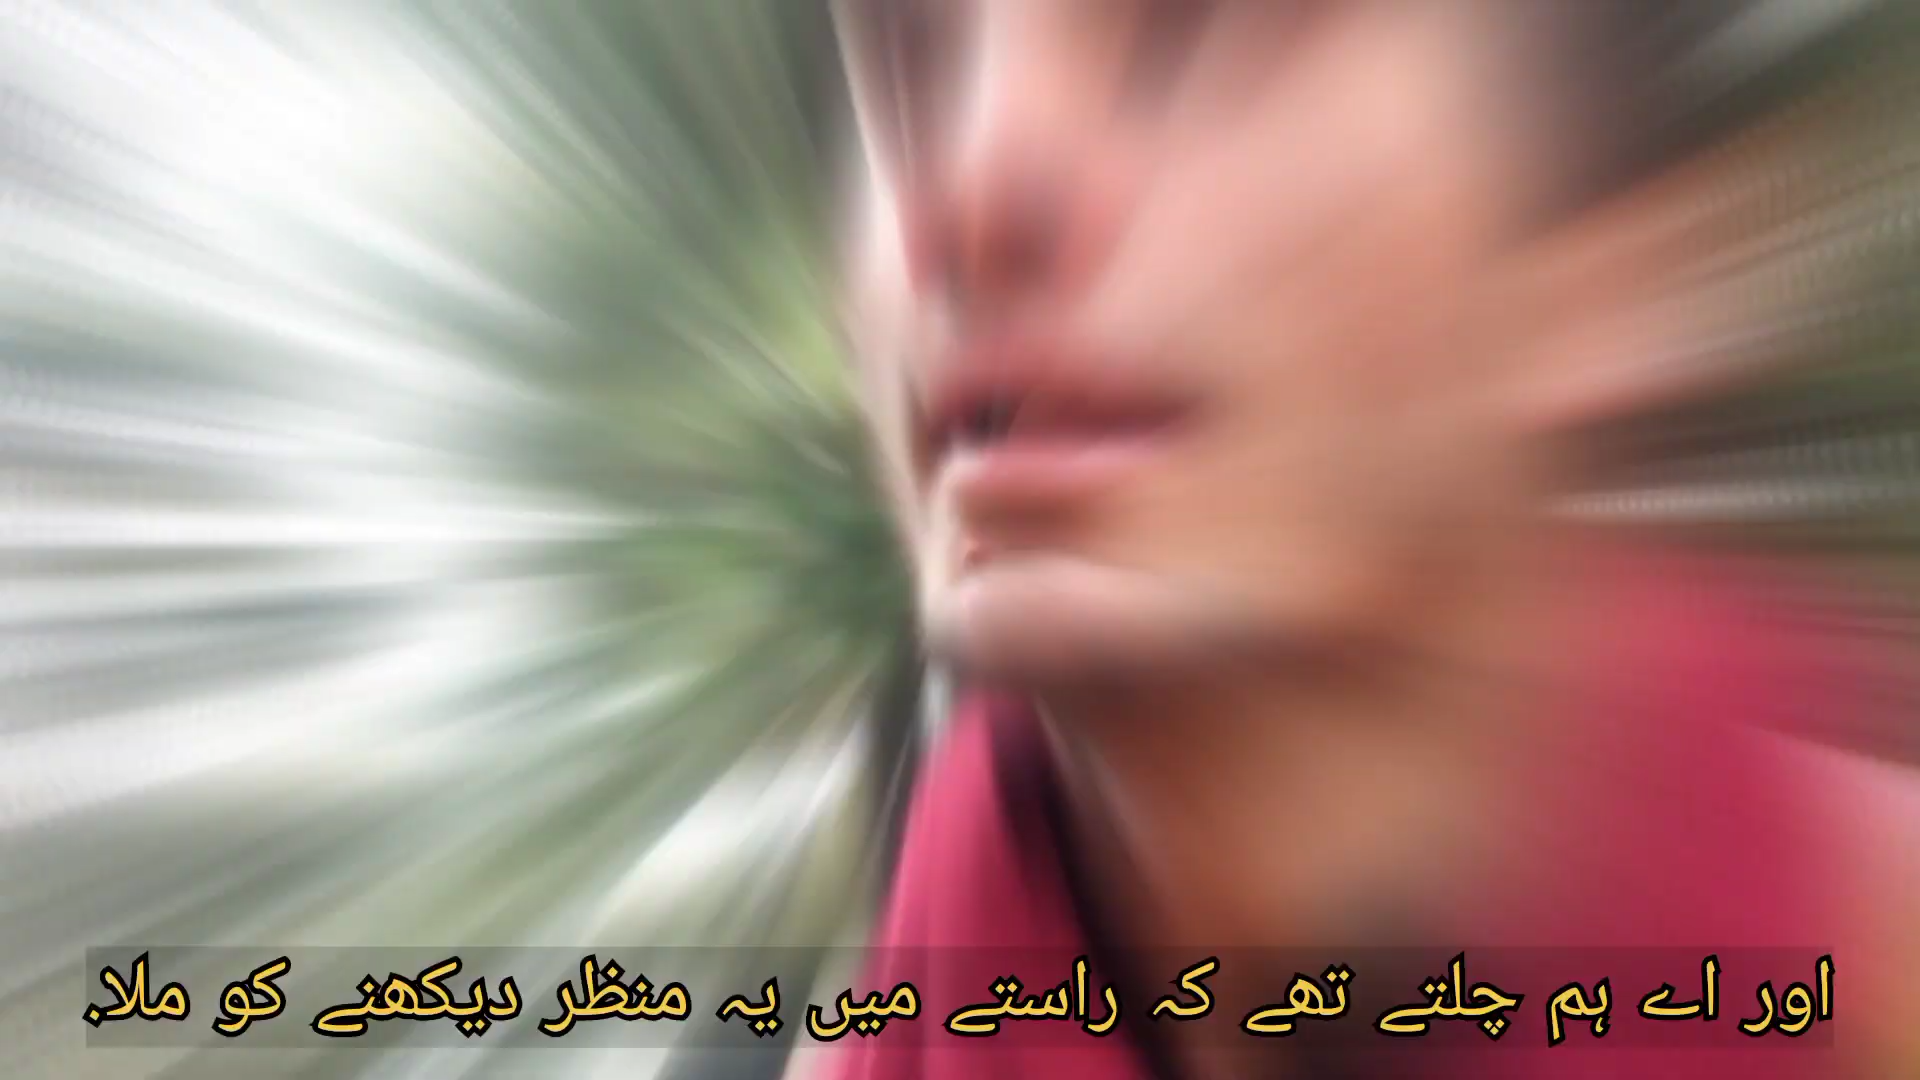 اور اے ہم چلتے تھے کہ راستے میں یہ منظر دیکھنے کو ملا.